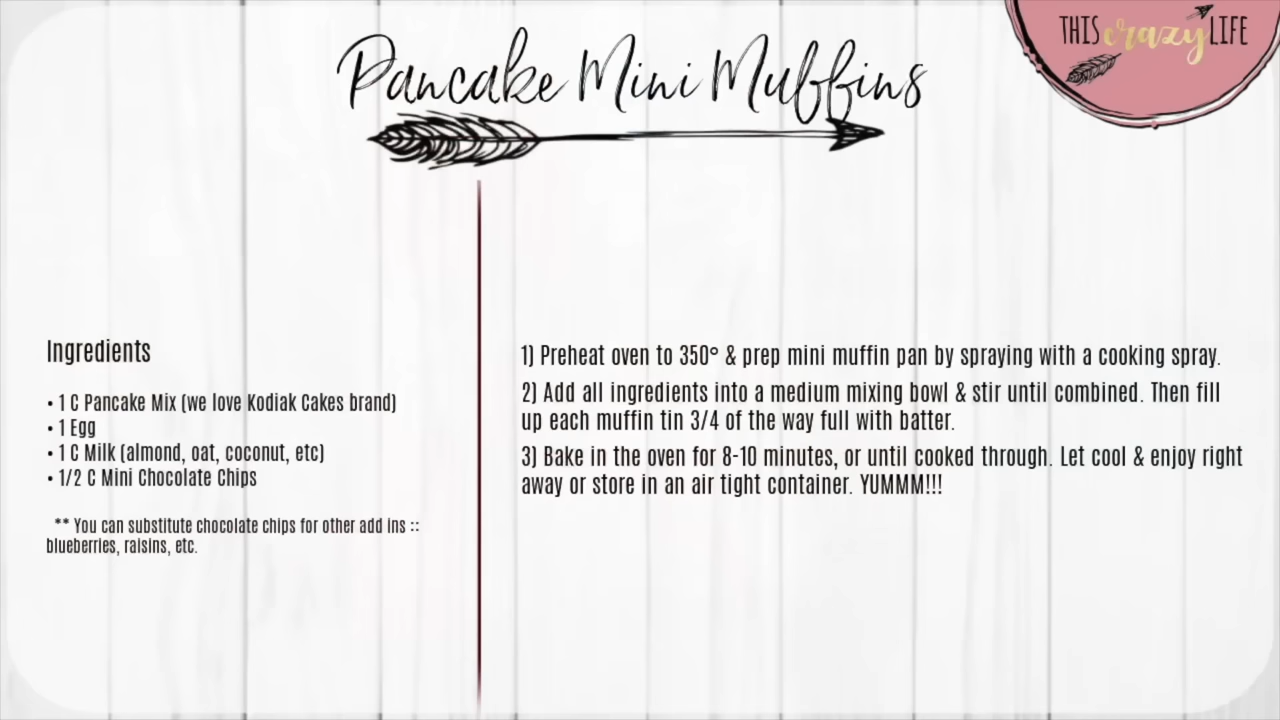 Pancake Mini Muffins
THIS crazy LIFE
Ingredients
• 1 C Pancake Mix (we love Kodiak Cakes brand)
• 1 Egg
• 1 C Milk (almond, oat, coconut, etc)
• 1/2 C Mini Chocolate Chips
** You can substitute chocolate chips for other add ins ::
blueberries, raisins, etc.
1) Preheat oven to 350° & prep mini muffin pan by spraying with a cooking spray.
2) Add all ingredients into a medium mixing bowl & stir until combined. Then fill
up each muffin tin 3/4 of the way full with batter.
3) Bake in the oven for 8-10 minutes, or until cooked through. Let cool & enjoy right
away or store in an air tight container. YUMMM!!!